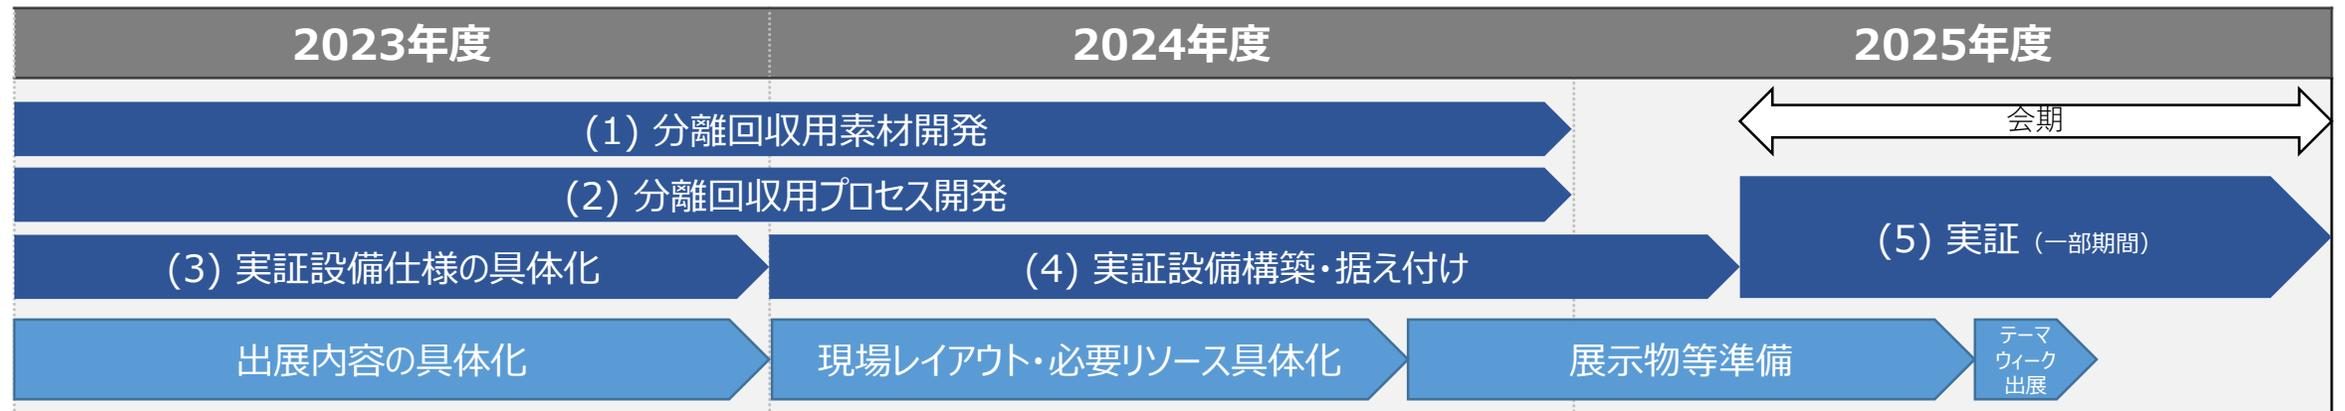 2023年度
2024年度
2025年度
(1) 分離回収用素材開発
会期
(2) 分離回収用プロセス開発
(3) 実証設備仕様の具体化
(4) 実証設備構築・据え付け
(5) 実証（一部期間）
出展内容の具体化
現場レイアウト・必要リソース具体化
展示物等準備
テーマ
ウィーク
出展